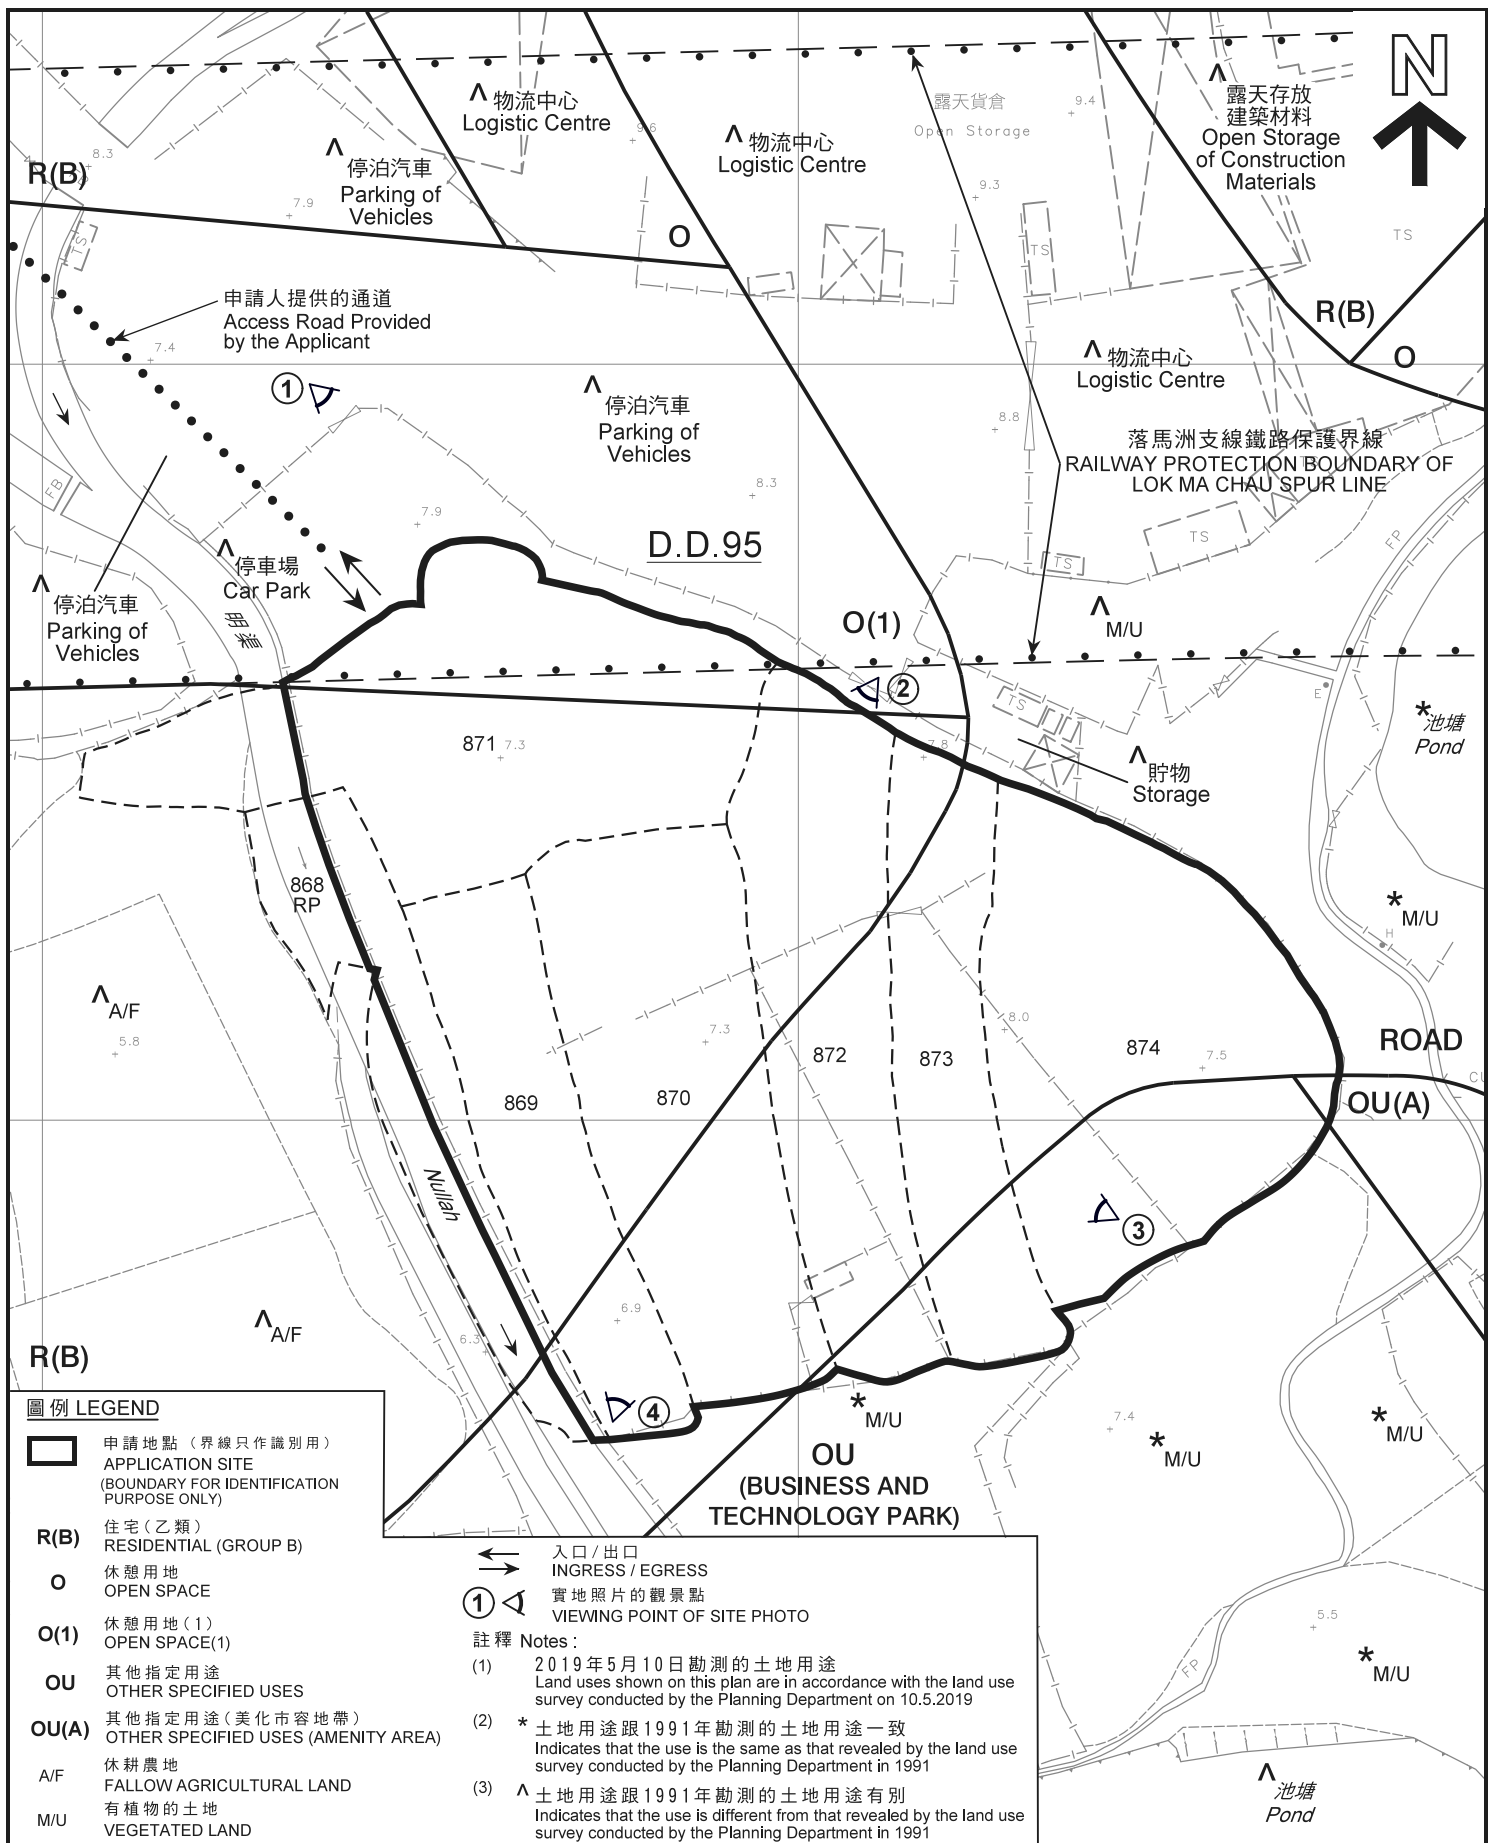 N
物流中心
Logistic Centre
露天貨倉
Open Storage
9.4
9.6
露天存放
建築材料
Open Storage
of Construction
Materials
物流中心
Logistic Centre
停泊汽車
Parking of
Vehicles
R(B)
8.3
7.9
9.3
TS
TS
TS
O
申請人提供的通道
Access Road Provided
by the Applicant
7.4
1
R(B)
O
物流中心
Logistic Centre
停泊汽車
Parking of
Vehicles
8.8
8.3
7.9
落馬洲支線鐵路保護界線
RAILWAY PROTECTION BOUNDARY OF
LOK MA CHAU SPUR LINE
FB
TS
TS
TS
FP
D.D.95
停車場
Car Park
停泊汽車
Parking of
Vehicles
明渠
O(1)
M/U
2
TS
E
池塘
Pond
871
7.3
7.8
貯物
Storage
868
RP
M/U
H
A/F
5.8
7.3
8.0
872
873
874
7.5
ROAD
869
870
OU(A)
Nullah
3
6.9
6.3
A/F
R(B)
4
M/U
7.4
M/U
M/U
OU
(BUSINESS AND
TECHNOLOGY PARK)
5.5
FP
M/U
池塘
Pond
圖例 LEGEND
申請地點（界線只作識別用）
APPLICATION SITE
(BOUNDARY FOR IDENTIFICATION
PURPOSE ONLY)
R(B) 住宅（乙類）
RESIDENTIAL (GROUP B)
O 休憩用地
OPEN SPACE
O(1) 休憩用地（1）
OPEN SPACE(1)
OU 其他指定用途
OTHER SPECIFIED USES
OU(A) 其他指定用途（美化市容地帶）
OTHER SPECIFIED USES (AMENITY AREA)
A/F 休耕農地
FALLOW AGRICULTURAL LAND
M/U 有植物的土地
VEGETATED LAND
入口 / 出口
INGRESS / EGRESS
1 實地照片的觀景點
VIEWING POINT OF SITE PHOTO
註釋 Notes :
(1) 2019年5月10日勘測的土地用途
Land uses shown on this plan are in accordance with the land use
survey conducted by the Planning Department on 10.5.2019
(2) * 土地用途跟1991年勘測的土地用途一致
Indicates that the use is the same as that revealed by the land use
survey conducted by the Planning Department in 1991
(3) ^ 土地用途跟1991年勘測的土地用途有別
Indicates that the use is different from that revealed by the land use
survey conducted by the Planning Department in 1991